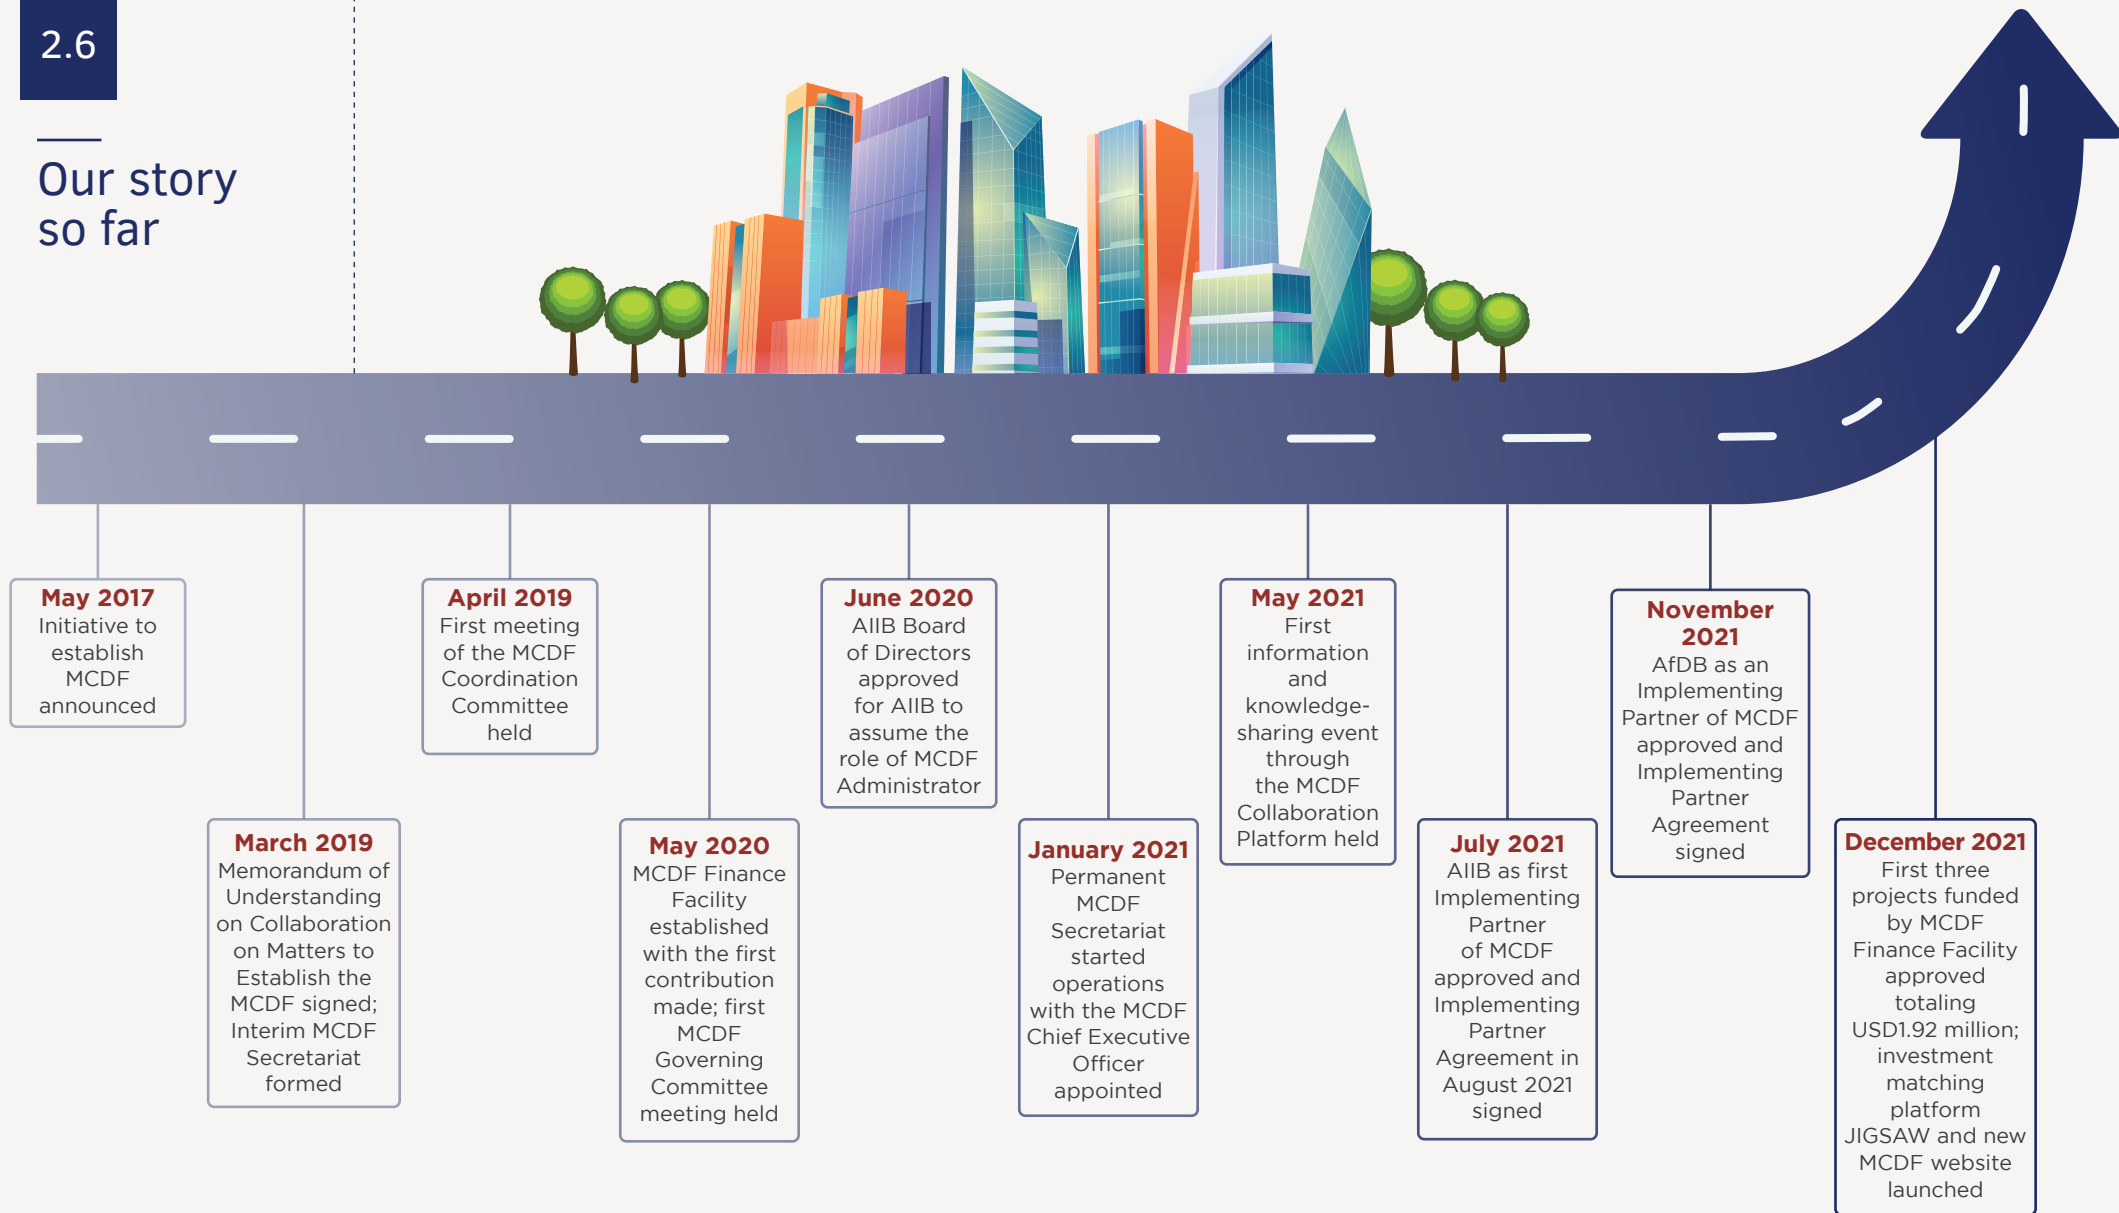 2.6
Our story
so far
May 2017
Initiative to
establish
MCDF
announced
March 2019
Memorandum of
Understanding
on Collaboration
on Matters to
Establish the
MCDF signed;
Interim MCDF
Secretariat
formed
April 2019
First meeting
of the MCDF
Coordination
Committee
held
May 2020
MCDF Finance
Facility
established
with the first
contribution
made; first
MCDF
Governing
Committee
meeting held
June 2020
AIIB Board
of Directors
approved
for AIIB to
assume the
role of MCDF
Administrator
January 2021
Permanent
MCDF
Secretariat
started
operations
with the MCDF
Chief Executive
Officer
appointed
May 2021
First
information
and
knowledge-
sharing event
through
the MCDF
Collaboration
Platform held
July 2021
AIIB as first
Implementing
Partner
of MCDF
approved and
Implementing
Partner
Agreement in
August 2021
signed
November
2021
AfDB as an
Implementing
Partner of MCDF
approved and
Implementing
Partner
Agreement
signed
December 2021
First three
projects funded
by MCDF
Finance Facility
approved
totaling
USD1.92 million;
investment
matching
platform
JIGSAW and new
MCDF website
launched